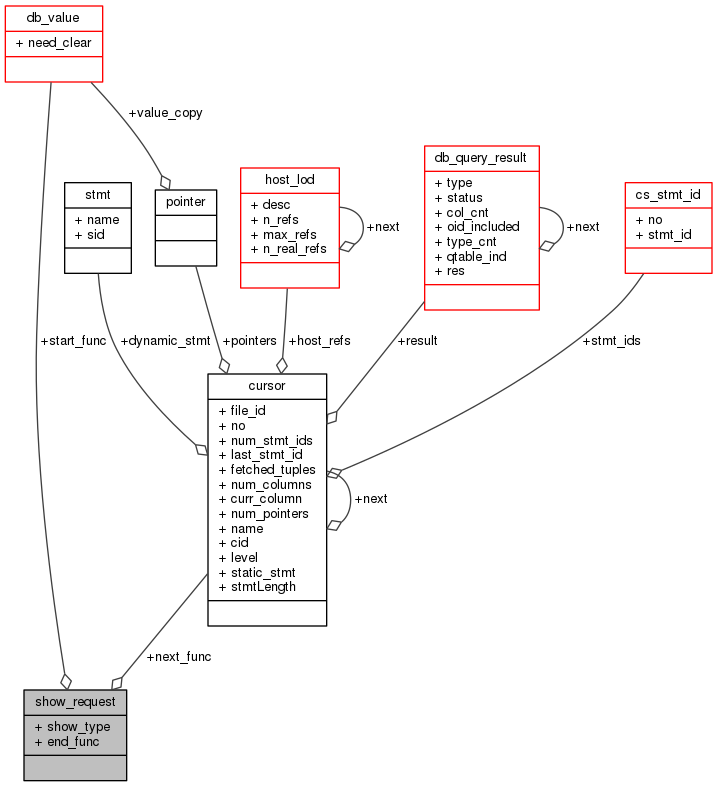 db_value
+ need_clear
+value_copy
stmt
+ name
+ sid
pointer
host_lod
+ desc
+ n_refs
+ max_refs
+ n_real_refs
+next
db_query_result
+ type
+ status
+ col_cnt
+ oid_included
+ type_cnt
+ qtable_ind
+ res
+next
cs_stmt_id
+ no
+ stmt_id
+start_func
+dynamic_stmt
+pointers
+host_refs
+result
+stmt_ids
cursor
+ file_id
+ no
+ num_stmt_ids
+ last_stmt_id
+ fetched_tuples
+ num_columns
+ curr_column
+ num_pointers
+ name
+ cid
+ level
+ static_stmt
+ stmtLength
+next
+next_func
show_request
+ show_type
+ end_func